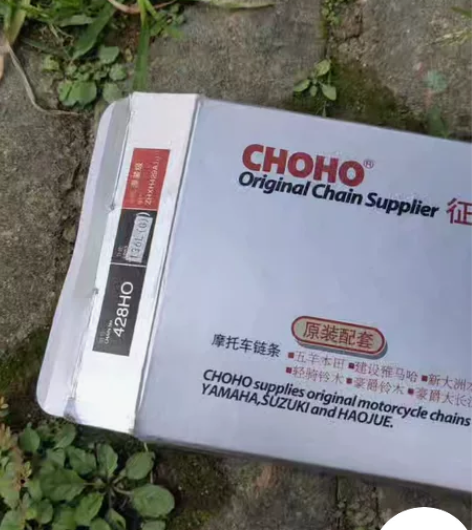 CHOHO®
Original Chain Supplier 征
原装配套
摩托车链条 ■五羊本田 ■建设雅马哈 ■新大洲
■轻骑铃木 ■豪爵铃木 ■豪爵大长江
CHOHO supplies original motorcycle chains
YAMAHA,SUZUKI and HAOJUE.
428HO